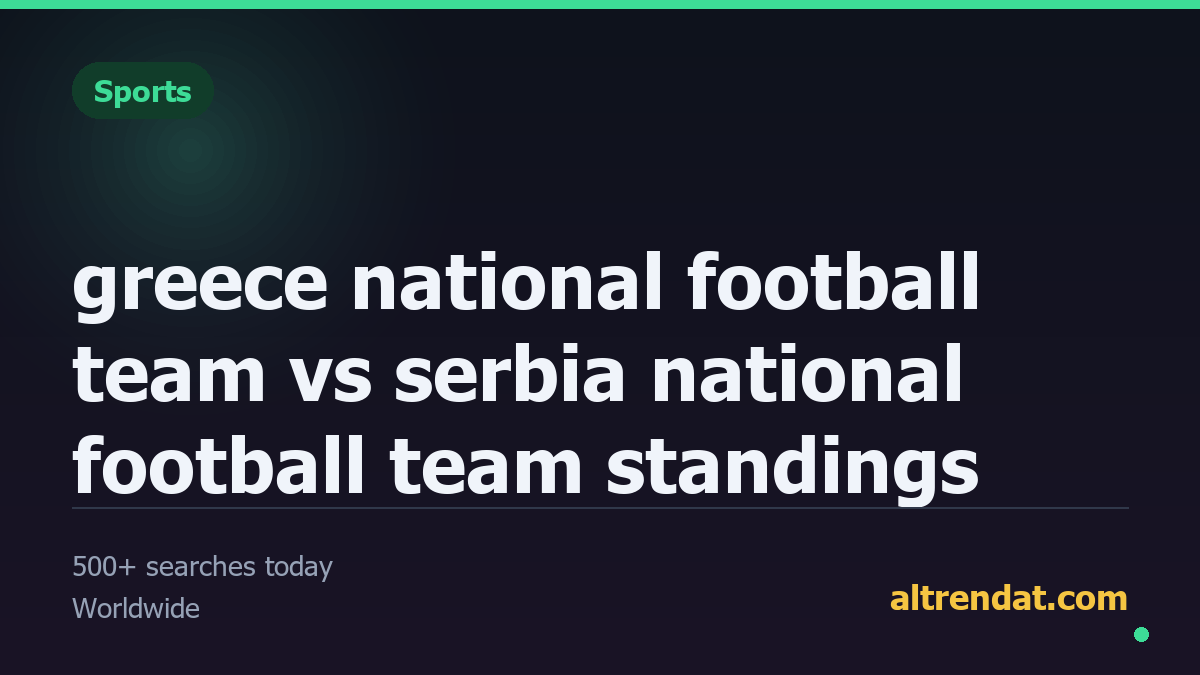 Sports
greece national football
team vs serbia national
football team standings
500+ searches today
Worldwide
altrendat.com